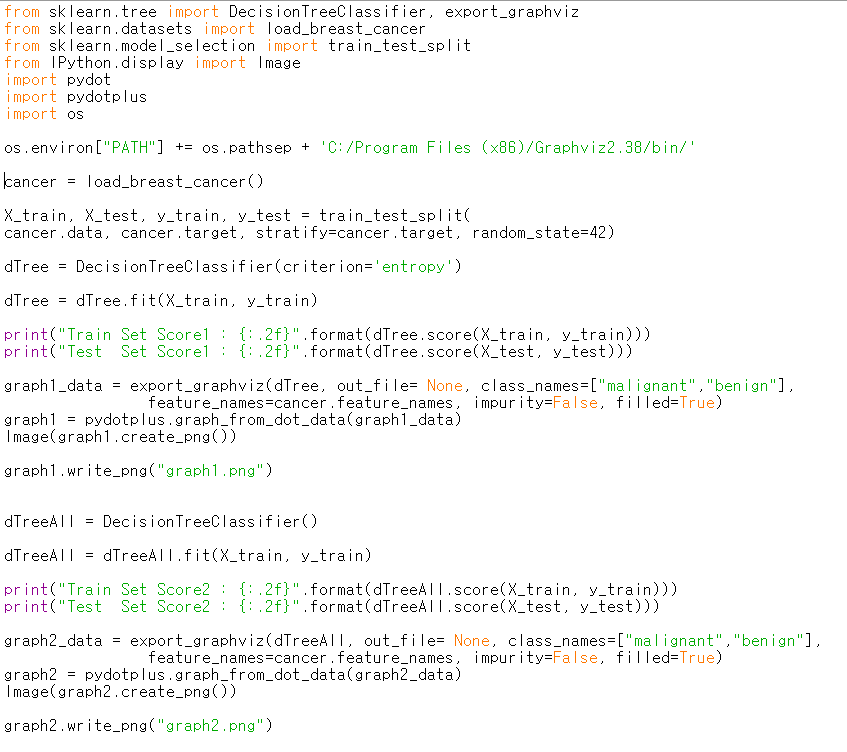 from sklearn.tree import DecisionTreeClassifier, export_graphviz
from sklearn.datasets import load_breast_cancer
from sklearn.model_selection import train_test_split
from IPython.display import Image
import pydot
import pydotplus
import os
os.environ["PATH"] += os.pathsep + 'C:/Program Files (x86)/Graphviz2.38/bin/'
cancer = load_breast_cancer()
X_train, X_test, y_train, y_test = train_test_split(
cancer.data, cancer.target, stratify=cancer.target, random_state=42)
dTree = DecisionTreeClassifier(criterion='entropy')
dTree = dTree.fit(X_train, y_train)
print("Train Set Score1 : {:.2f}".format(dTree.score(X_train, y_train)))
print("Test  Set Score1 : {:.2f}".format(dTree.score(X_test, y_test)))
graph1_data = export_graphviz(dTree, out_file= None, class_names=["malignant","benign"],
                feature_names=cancer.feature_names, impurity=False, filled=True)
graph1 = pydotplus.graph_from_dot_data(graph1_data)
Image(graph1.create_png())
graph1.write_png("graph1.png")
dTreeAll = DecisionTreeClassifier()
dTreeAll = dTreeAll.fit(X_train, y_train)
print("Train Set Score2 : {:.2f}".format(dTreeAll.score(X_train, y_train)))
print("Test  Set Score2 : {:.2f}".format(dTreeAll.score(X_test, y_test)))
graph2_data = export_graphviz(dTreeAll, out_file= None, class_names=["malignant","benign"],
                feature_names=cancer.feature_names, impurity=False, filled=True)
graph2 = pydotplus.graph_from_dot_data(graph2_data)
Image(graph2.create_png())
graph2.write_png("graph2.png")